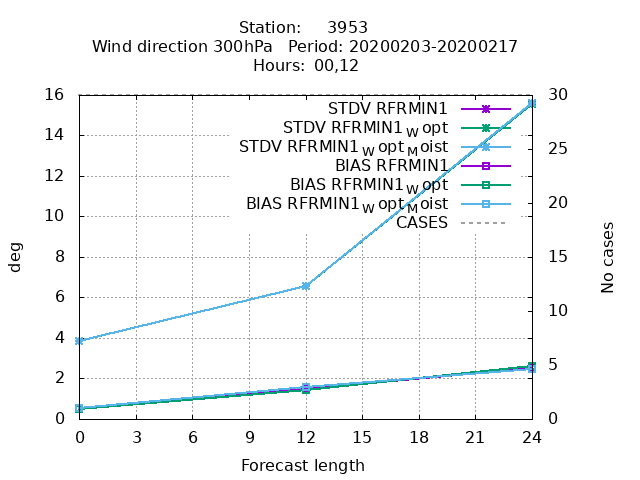 Station: 3953
Wind direction 300hPa Period: 20200203-20200217
Hours: 00,12
16 30
14 25
12 20
10 15
8
6 10
4 5
2
0 0
deg
No cases
STDV RFRMIN1
STDV RFRMIN1_W opt
STDV RFRMIN1_W opt_M oist
BIAS RFRMIN1
BIAS RFRMIN1_W opt
BIAS RFRMIN1_W opt_M oist
CASES
0 3 6 9 12 15 18 21 24
Forecast length